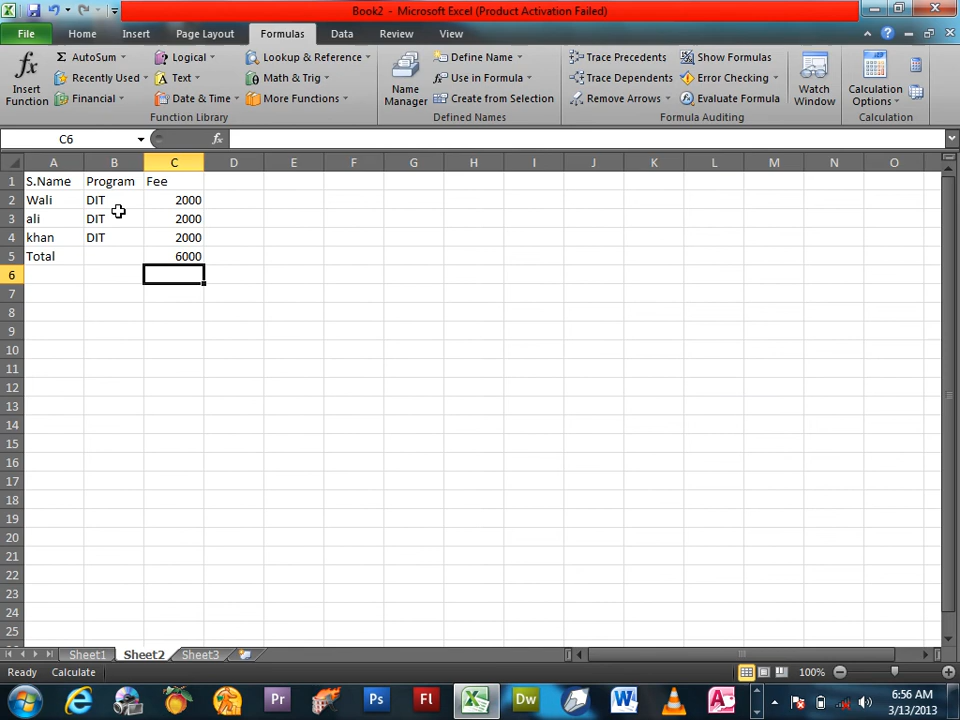 Book2 - Microsoft Excel (Product Activation Failed)
File Home Insert Page Layout Formulas Data Review View
fx Insert Function
Σ AutoSum
Recently Used
Financial
Logical
Text
Date & Time
Lookup & Reference
Math & Trig
More Functions
Function Library
Name Manager
Define Name
Use in Formula
Create from Selection
Defined Names
Trace Precedents
Trace Dependents
Remove Arrows
Show Formulas
Error Checking
Evaluate Formula
Formula Auditing
Watch Window
Calculation Options
Calculation
C6 fx
A B C D E F G H I J K L M N O
1 S.Name Program Fee
2 Wali DIT 2000
3 ali DIT 2000
4 khan DIT 2000
5 Total 6000
6
7
8
9
10
11
12
13
14
15
16
17
18
19
20
21
22
23
24
25
Sheet1 Sheet2 Sheet3
Ready Calculate 100%
Pr Ps Fl Dw W A
6:56 AM
3/13/2013